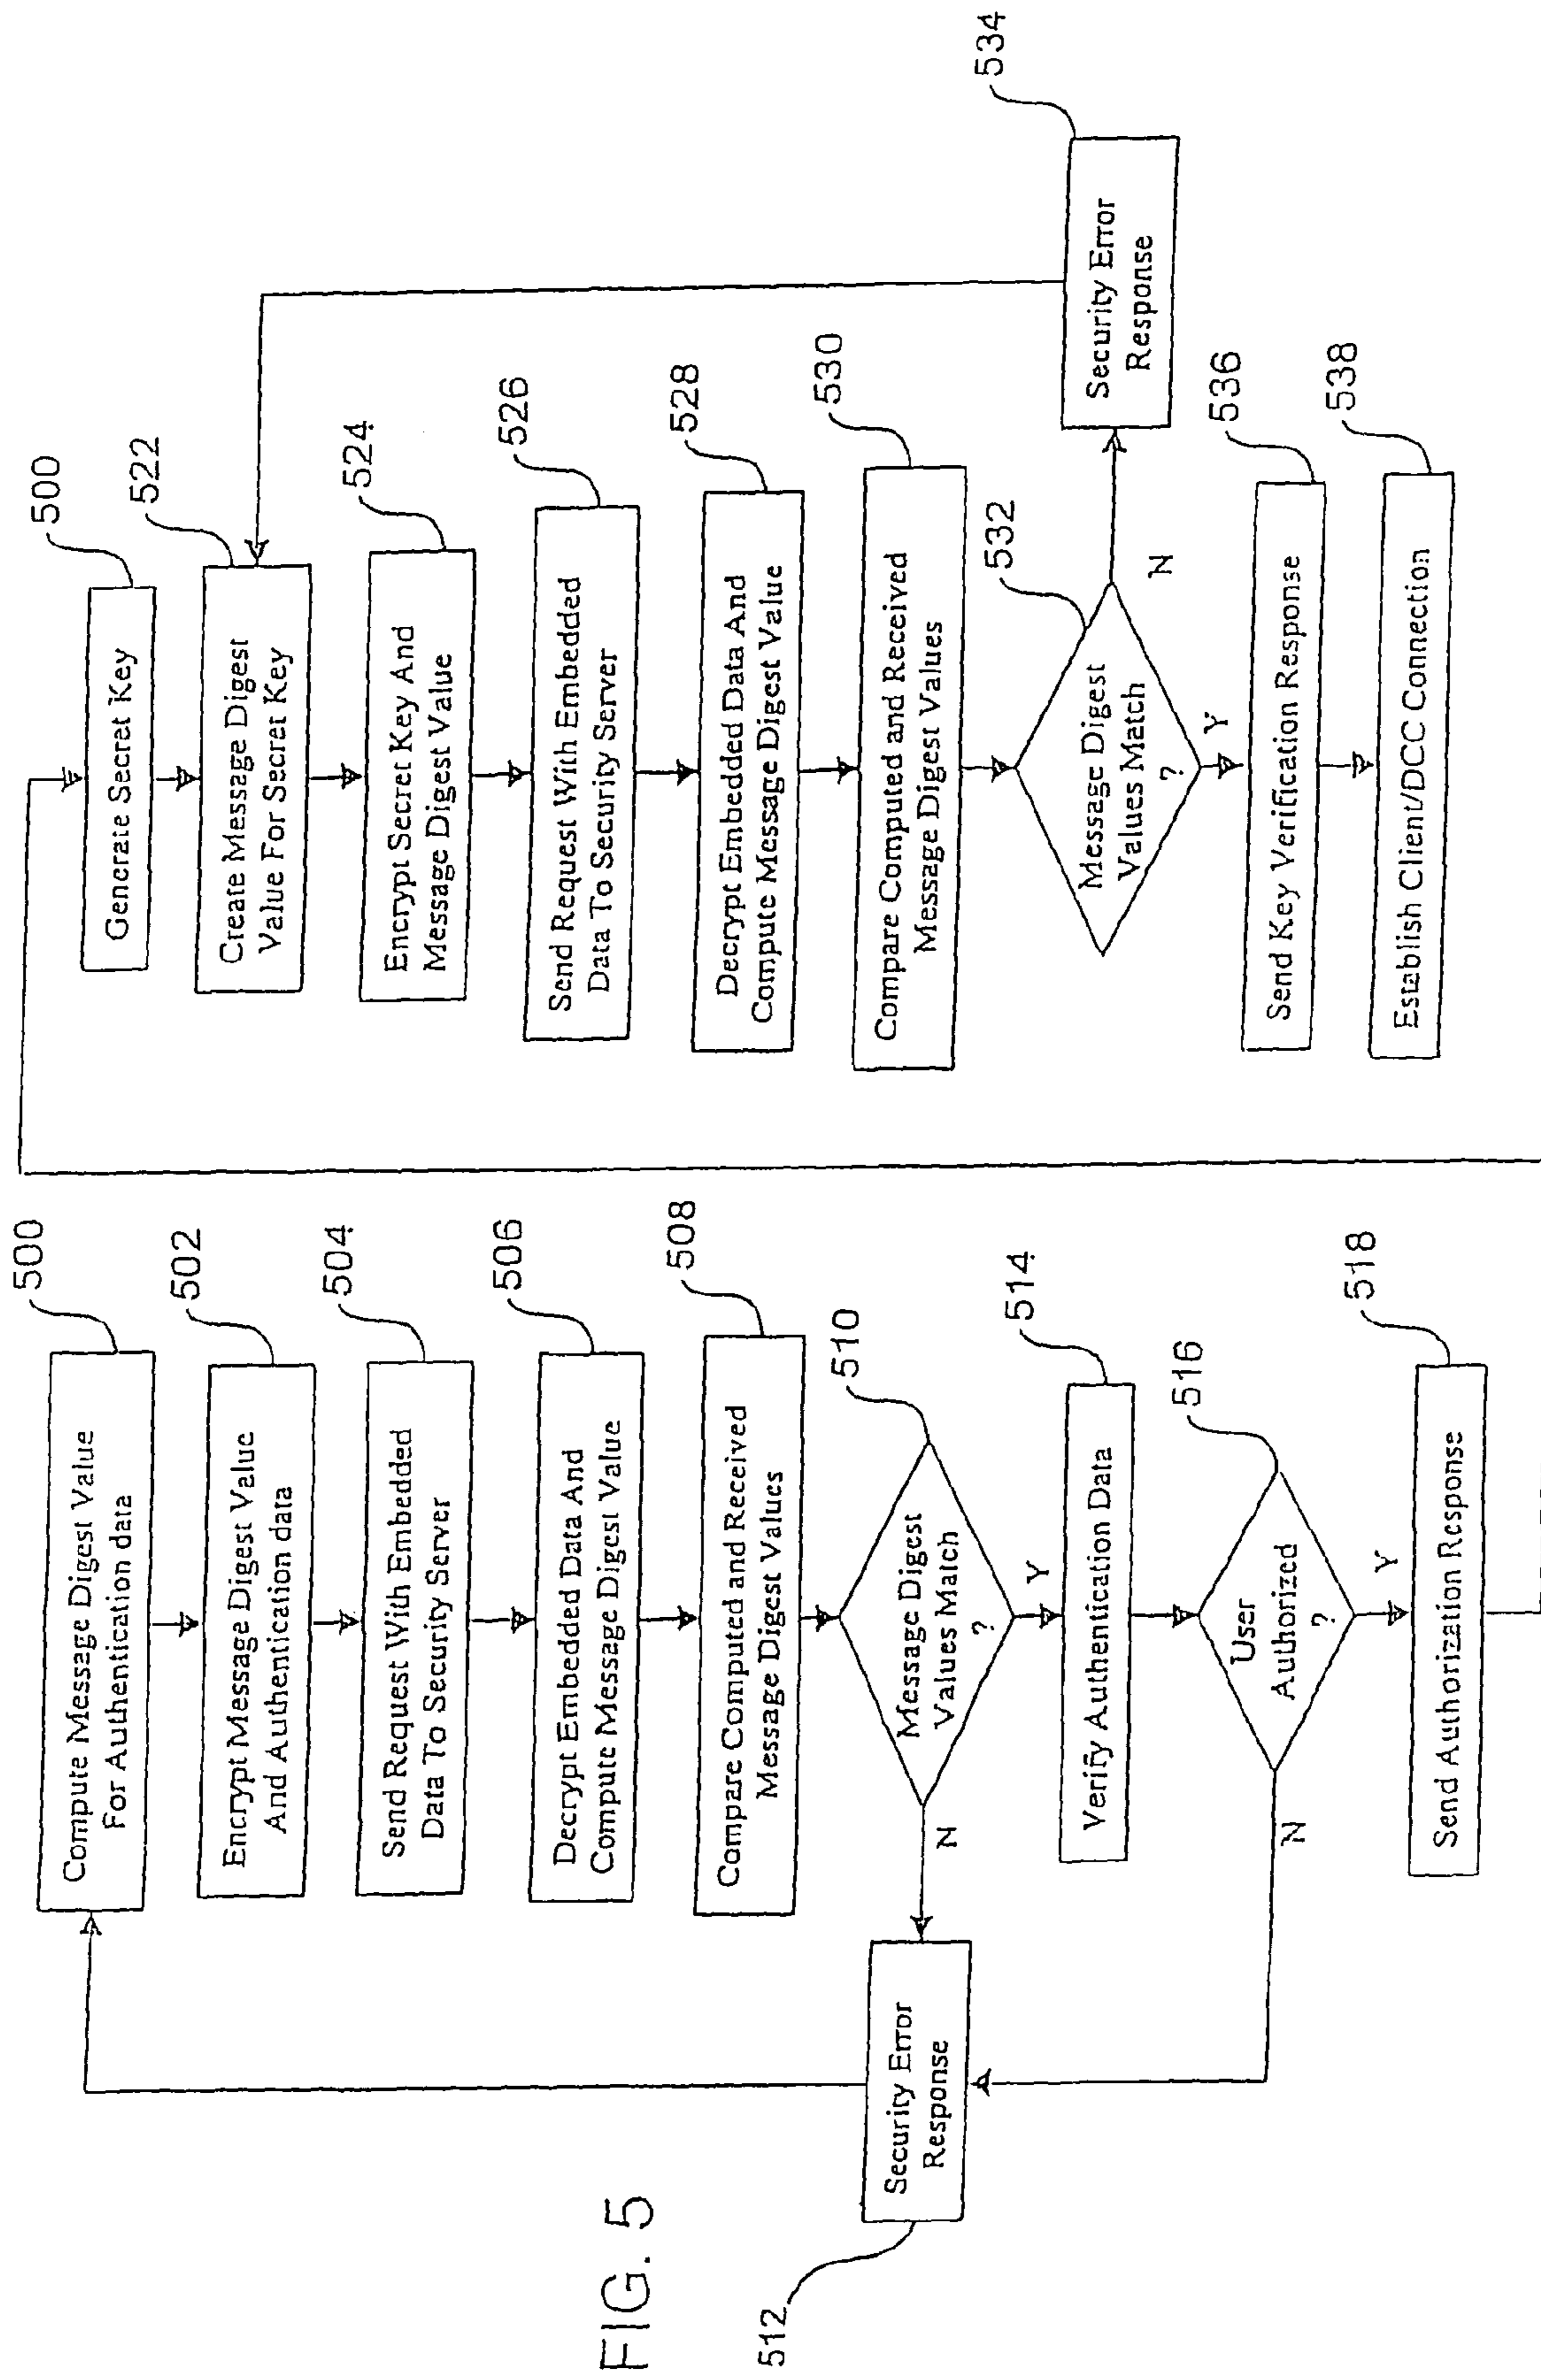 FIG. 5
500
Compute Message Digest Value
For Authentication data
502
Encrypt Message Digest Value
And Authentication data
504
Send Request With Embedded
Data To Security Server
506
Decrypt Embedded Data And
Compute Message Digest Value
508
Compare Computed and Received
Message Digest Values
510
Message Digest
Values Match
?
N
Y
512
Security Error
Response
514
Verify Authentication Data
516
User
Authorized
?
N
Y
518
Send Authorization Response
500
Generate Secret Key
522
Create Message Digest
Value For Secret Key
524
Encrypt Secret Key And
Message Digest Value
526
Send Request With Embedded
Data To Security Server
528
Decrypt Embedded Data And
Compute Message Digest Value
530
Compare Computed and Received
Message Digest Values
532
Message Digest
Values Match
?
N
Y
534
Security Error
Response
536
Send Key Verification Response
538
Establish Client/DCC Connection